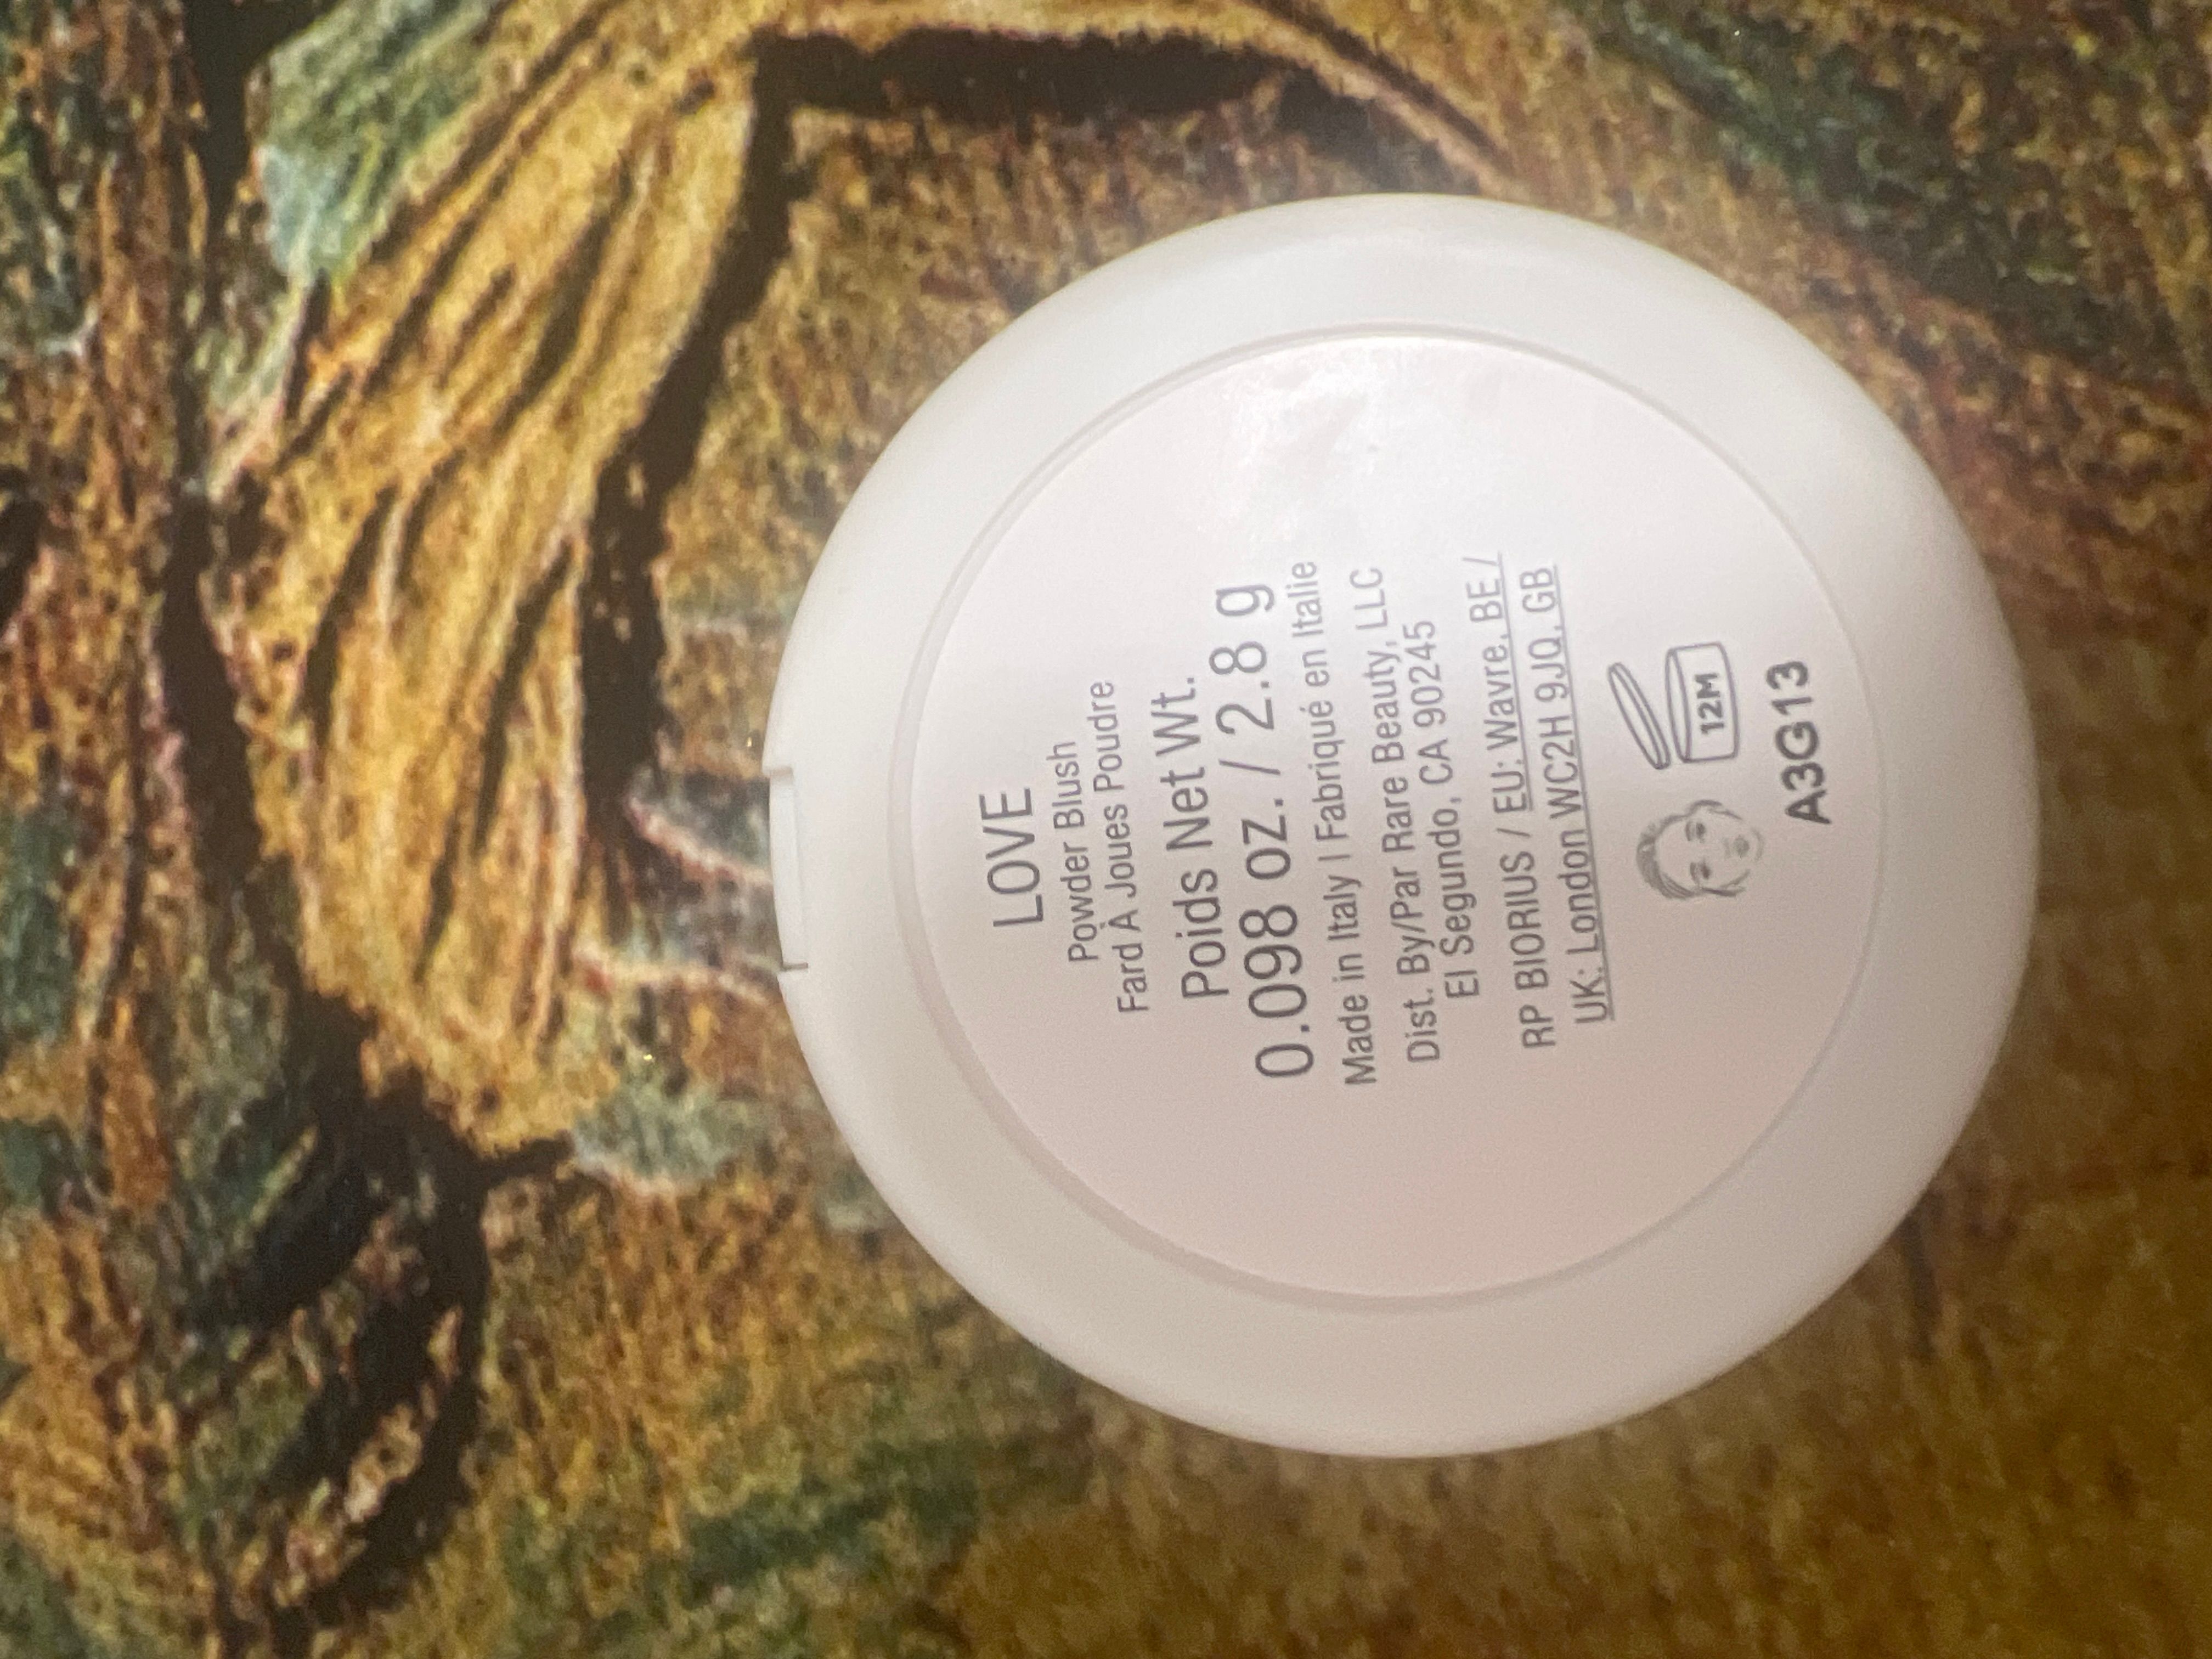 LOVE
Powder Blush
Fard À Joues Poudre
Poids Net Wt.
0.098 oz. / 2.8 g
Made in Italy I Fabriqué en Italie
Dist. By/Par Rare Beauty, LLC
El Segundo, CA 90245
RP BIORIUS / EU: Wavre, BE /
UK: London WC2H 9JQ, GB
12M
A3G13